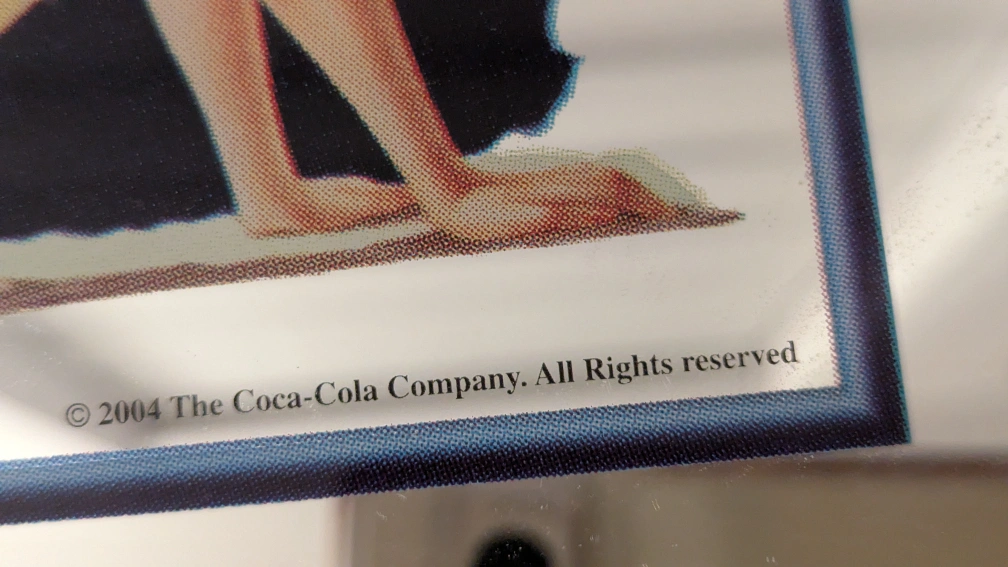 © 2004 The Coca-Cola Company. All Rights reserved